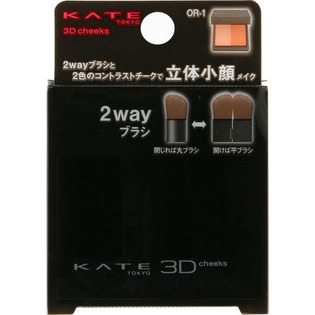 KATE
TOKYO
3D cheeks
OR-1
2wayブラシと
2色のコントラストチークで立体小顔メイク
2way
ブラシ
閉じれば丸ブラシ
開けば平ブラシ
KATE
TOKYO
3D cheeks